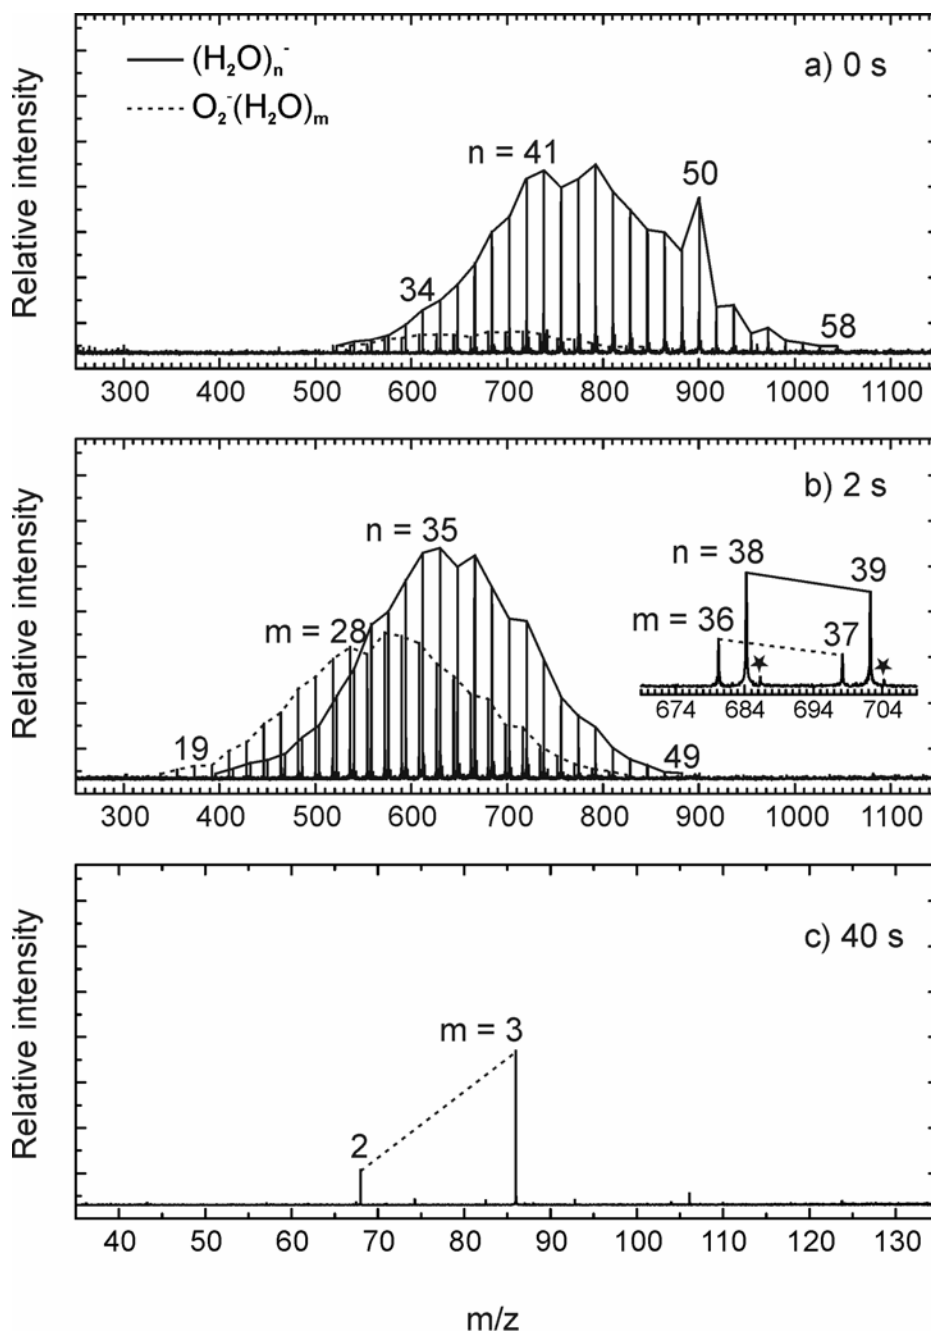 (H₂O)ₙ⁻
O₂⁻(H₂O)ₘ
a) 0 s
n = 41
50
34
58
Relative intensity
300 400 500 600 700 800 900 1000 1100
b) 2 s
n = 35
n = 38
39
m = 28
m = 36
37
★ ★
674 684 694 704
19
49
Relative intensity
300 400 500 600 700 800 900 1000 1100
c) 40 s
m = 3
2
Relative intensity
40 50 60 70 80 90 100 110 120 130
m/z